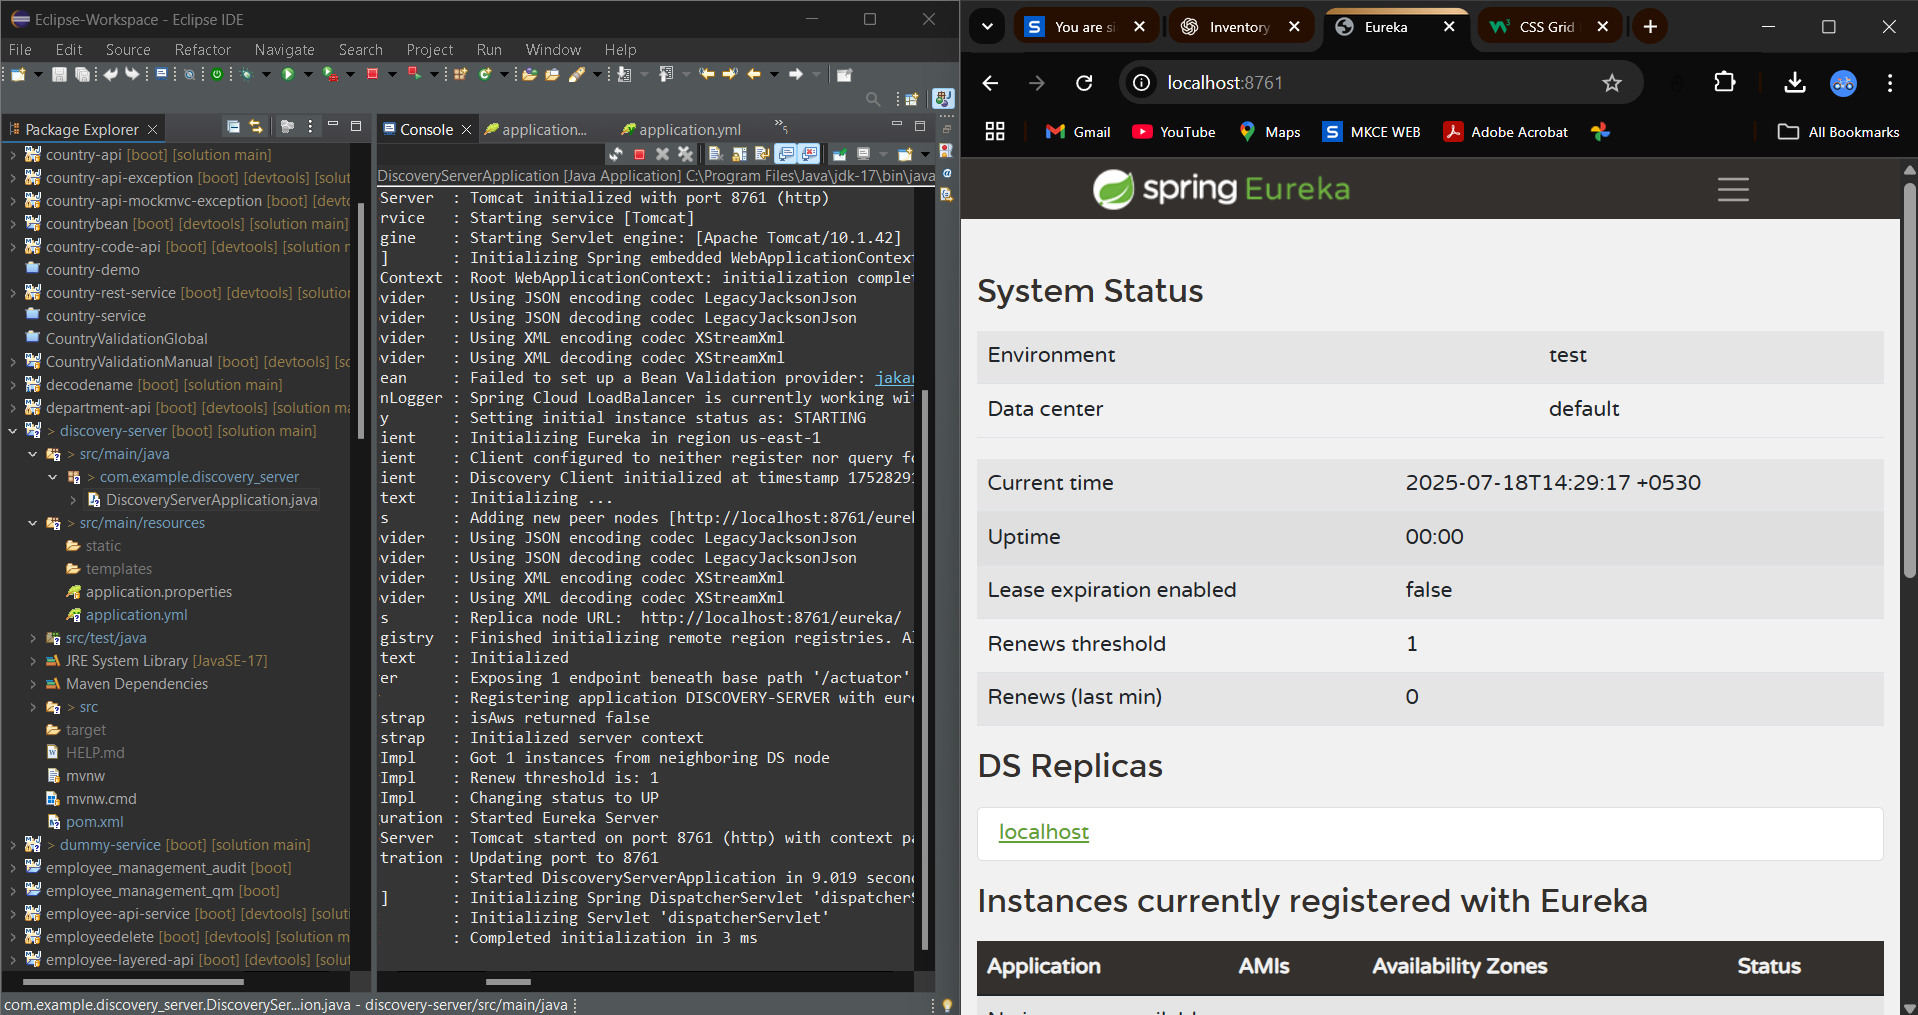 Eclipse-Workspace - Eclipse IDE
File Edit Source Refactor Navigate Search Project Run Window Help
Package Explorer
country-api [boot] [solution main]
country-api-exception [boot] [devtools] [solut
country-api-mockmvc-exception [boot] [devtc
countrybean [boot] [devtools] [solution main]
country-code-api [boot] [devtools] [solution m
country-demo
country-rest-service [boot] [devtools] [solution
country-service
CountryValidationGlobal
CountryValidationManual [boot] [devtools] [sc
decodename [boot] [solution main]
department-api [boot] [devtools] [solution ma
> discovery-server [boot] [solution main]
> src/main/java
> com.example.discovery_server
DiscoveryServerApplication.java
> src/main/resources
static
templates
application.properties
application.yml
src/test/java
JRE System Library [JavaSE-17]
Maven Dependencies
> src
target
HELP.md
mvnw
mvnw.cmd
pom.xml
> dummy-service [boot] [solution main]
employee_management_audit [boot]
employee_management_qm [boot]
employee-api-service [boot] [devtools] [soluti
employeedelete [boot] [devtools] [solution m
employee-layered-api [boot] [devtools] [solut
com.example.discovery_server.DiscoverySer...ion.java - discovery-server/src/main/java
Console application... application.yml 5
DiscoveryServerApplication [Java Application] C:\Program Files\Java\jdk-17\bin\java
Server : Tomcat initialized with port 8761 (http)
rvice : Starting service [Tomcat]
gine : Starting Servlet engine: [Apache Tomcat/10.1.42]
] : Initializing Spring embedded WebApplicationContext
Context : Root WebApplicationContext: initialization complet
vider : Using JSON encoding codec LegacyJacksonJson
vider : Using JSON decoding codec LegacyJacksonJson
vider : Using XML encoding codec XStreamXml
vider : Using XML decoding codec XStreamXml
ean : Failed to set up a Bean Validation provider: jakar
nLogger : Spring Cloud LoadBalancer is currently working wit
y : Setting initial instance status as: STARTING
ient : Initializing Eureka in region us-east-1
ient : Client configured to neither register nor query fo
ient : Discovery Client initialized at timestamp 17528291
text : Initializing ...
s : Adding new peer nodes [http://localhost:8761/eurek
vider : Using JSON encoding codec LegacyJacksonJson
vider : Using JSON decoding codec LegacyJacksonJson
vider : Using XML encoding codec XStreamXml
vider : Using XML decoding codec XStreamXml
s : Replica node URL:  http://localhost:8761/eureka/
gistry : Finished initializing remote region registries. Al
text : Initialized
er : Exposing 1 endpoint beneath base path '/actuator'
: Registering application DISCOVERY-SERVER with eure
strap : isAws returned false
strap : Initialized server context
Impl : Got 1 instances from neighboring DS node
Impl : Renew threshold is: 1
Impl : Changing status to UP
uration : Started Eureka Server
Server : Tomcat started on port 8761 (http) with context pa
tration : Updating port to 8761
: Started DiscoveryServerApplication in 9.019 second
] : Initializing Spring DispatcherServlet 'dispatcherS
: Initializing Servlet 'dispatcherServlet'
: Completed initialization in 3 ms
You are si Inventory Eureka CSS Grid
localhost:8761
Gmail YouTube Maps MKCE WEB Adobe Acrobat All Bookmarks
spring Eureka
System Status
Environment test
Data center default
Current time 2025-07-18T14:29:17 +0530
Uptime 00:00
Lease expiration enabled false
Renews threshold 1
Renews (last min) 0
DS Replicas
localhost
Instances currently registered with Eureka
Application AMIs Availability Zones Status